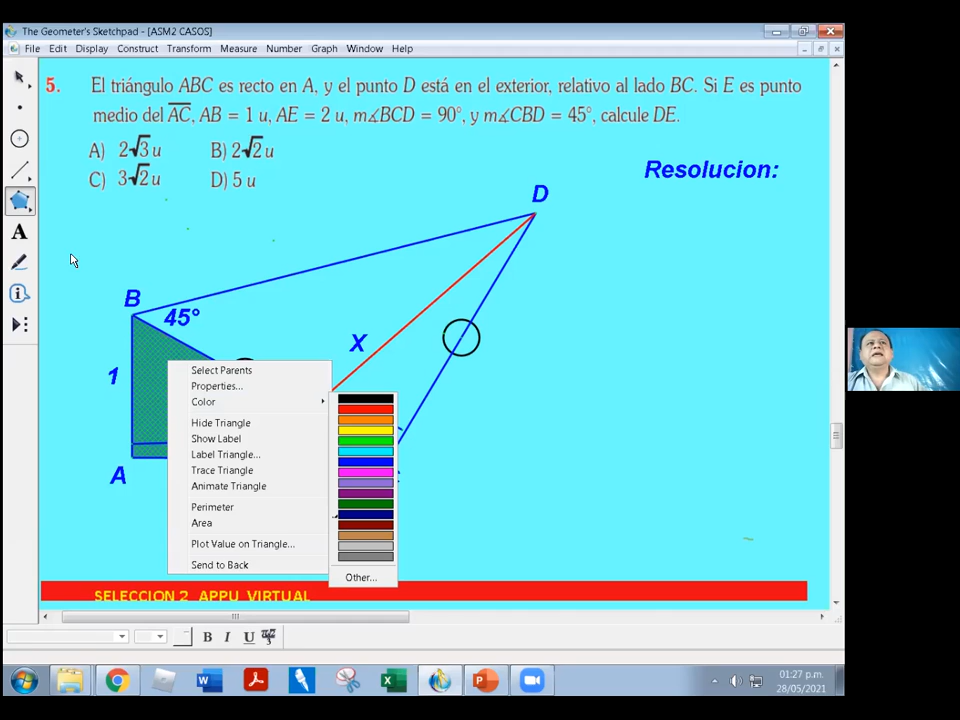 The Geometer's Sketchpad - [ASM2 CASOS]
File Edit Display Construct Transform Measure Number Graph Window Help
5. El triángulo ABC es recto en A, y el punto D está en el exterior, relativo al lado BC. Si E es punto
medio del AC, AB = 1 u, AE = 2 u, m∡BCD = 90°, y m∡CBD = 45°, calcule DE.
A) 2√3 u B) 2√2 u
C) 3√2 u D) 5 u
Resolucion:
D
B
45°
X
1
A
Select Parents
Properties...
Color
Hide Triangle
Show Label
Label Triangle...
Trace Triangle
Animate Triangle
Perimeter
Area
Plot Value on Triangle...
Send to Back
Other...
SELECCION 2 APPU VIRTUAL
B I U
01:27 p.m.
28/05/2021